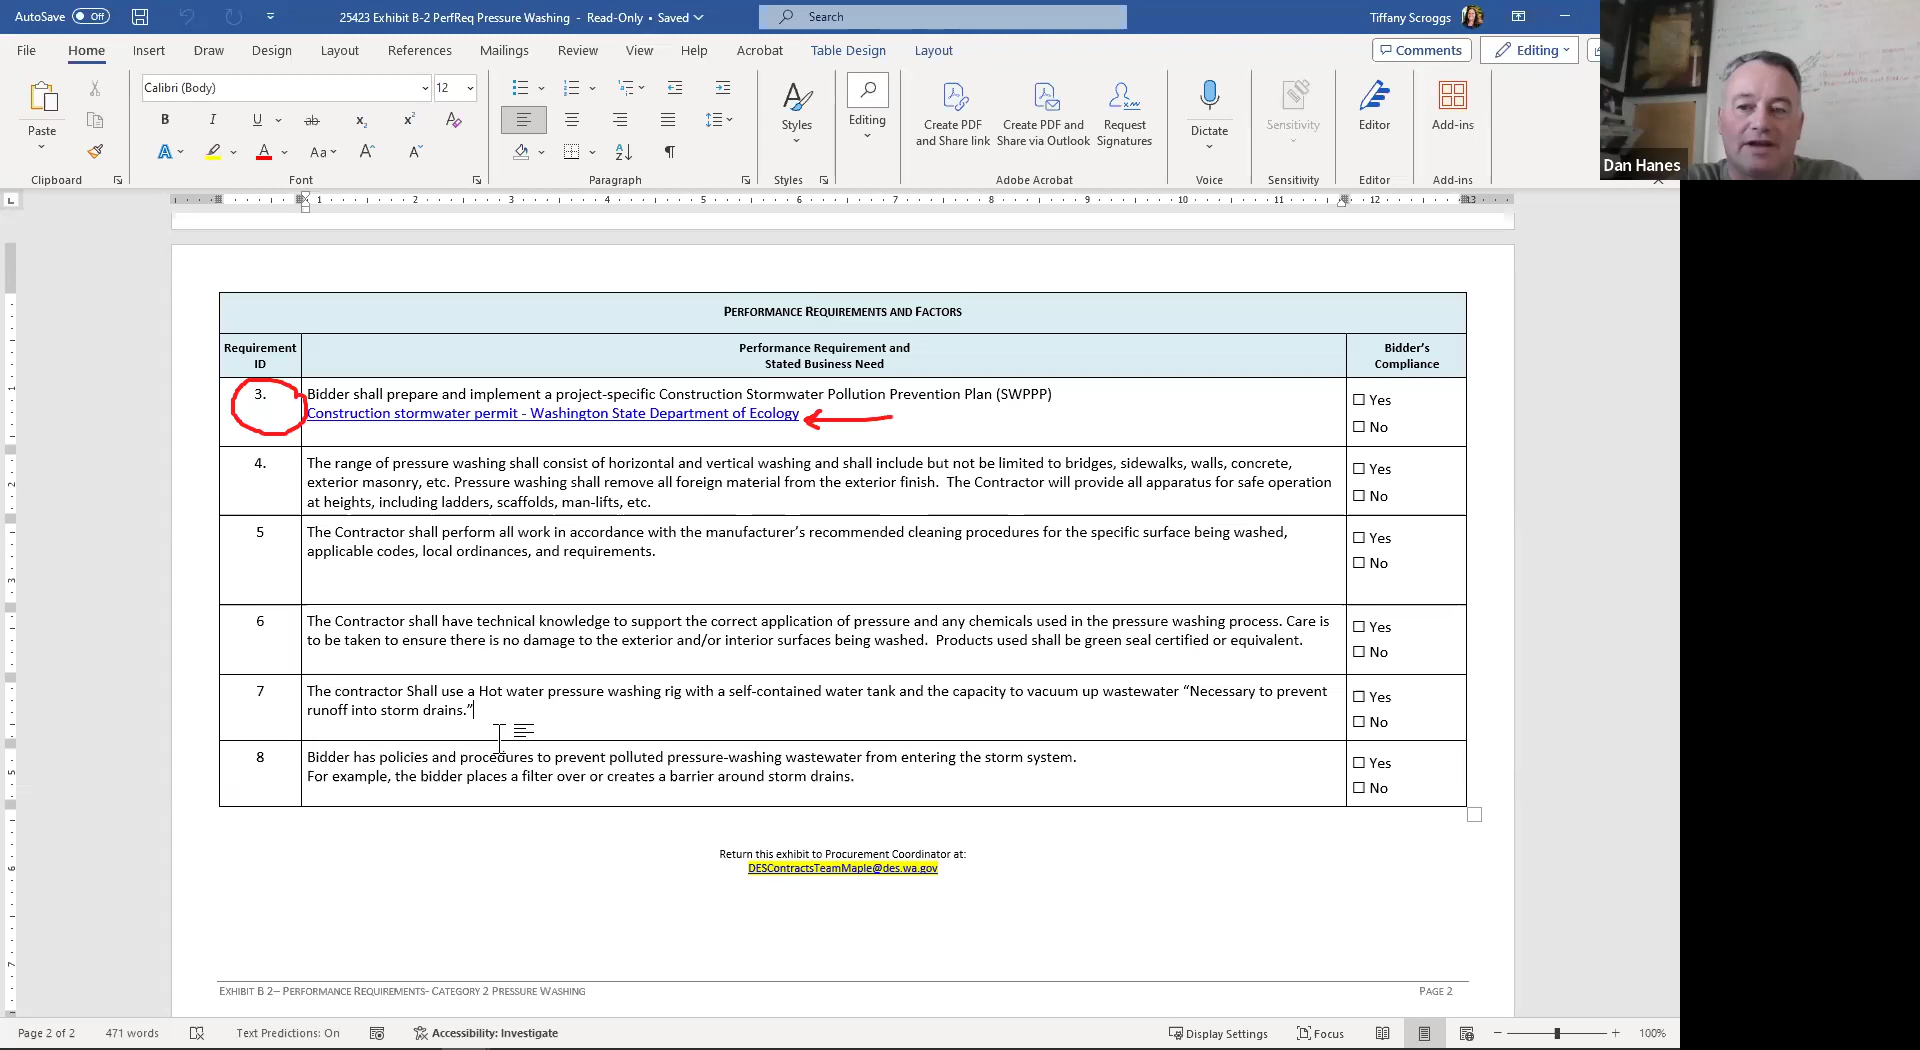 AutoSave Off
25423 Exhibit B-2 PerfReq Pressure Washing - Read-Only • Saved
Search
Tiffany Scroggs
File Home Insert Draw Design Layout References Mailings Review View Help Acrobat Table Design Layout
Comments Editing
Calibri (Body) 12
Paste
Styles
Editing
Create PDF and Share link
Create PDF and Share via Outlook
Request Signatures
Dictate
Sensitivity
Editor
Add-ins
Clipboard Font Paragraph Styles Adobe Acrobat Voice Sensitivity Editor Add-ins
Dan Hanes
PERFORMANCE REQUIREMENTS AND FACTORS
Requirement ID
Performance Requirement and
Stated Business Need
Bidder's
Compliance
3.
Bidder shall prepare and implement a project-specific Construction Stormwater Pollution Prevention Plan (SWPPP)
Construction stormwater permit - Washington State Department of Ecology
☐ Yes
☐ No
4.
The range of pressure washing shall consist of horizontal and vertical washing and shall include but not be limited to bridges, sidewalks, walls, concrete,
exterior masonry, etc. Pressure washing shall remove all foreign material from the exterior finish.  The Contractor will provide all apparatus for safe operation
at heights, including ladders, scaffolds, man-lifts, etc.
☐ Yes
☐ No
5
The Contractor shall perform all work in accordance with the manufacturer's recommended cleaning procedures for the specific surface being washed,
applicable codes, local ordinances, and requirements.
☐ Yes
☐ No
6
The Contractor shall have technical knowledge to support the correct application of pressure and any chemicals used in the pressure washing process. Care is
to be taken to ensure there is no damage to the exterior and/or interior surfaces being washed.  Products used shall be green seal certified or equivalent.
☐ Yes
☐ No
7
The contractor Shall use a Hot water pressure washing rig with a self-contained water tank and the capacity to vacuum up wastewater “Necessary to prevent
runoff into storm drains.”
☐ Yes
☐ No
8
Bidder has policies and procedures to prevent polluted pressure-washing wastewater from entering the storm system.
For example, the bidder places a filter over or creates a barrier around storm drains.
☐ Yes
☐ No
Return this exhibit to Procurement Coordinator at:
DESContractsTeamMaple@des.wa.gov
EXHIBIT B 2– PERFORMANCE REQUIREMENTS- CATEGORY 2 PRESSURE WASHING
PAGE 2
Page 2 of 2 471 words Text Predictions: On Accessibility: Investigate
Display Settings Focus 100%